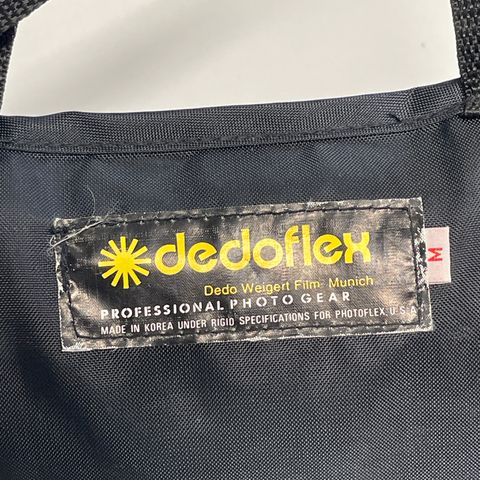 dedoflex
Dedo Weigert Film Munich
PROFESSIONAL PHOTO GEAR
MADE IN KOREA UNDER RIGID SPECIFICATIONS FOR PHOTOFLEX, U.S.A
M